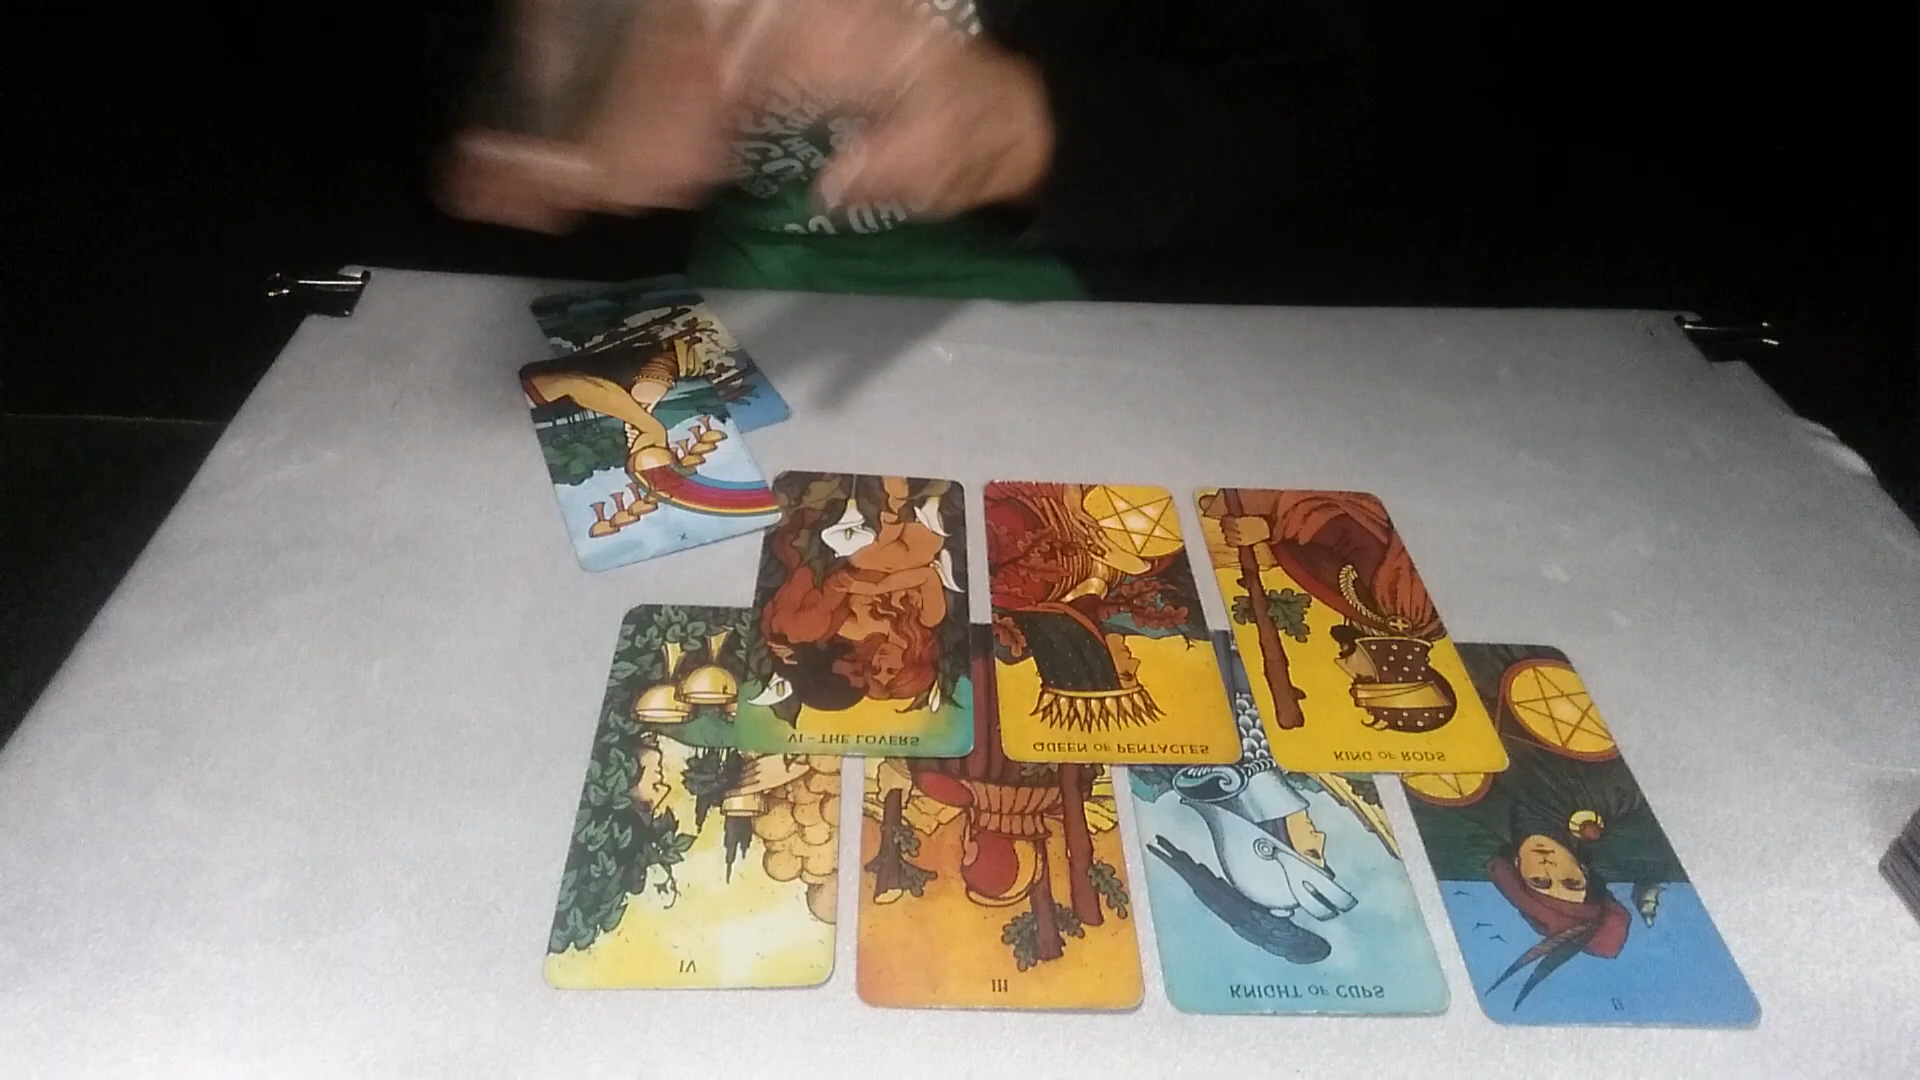 X
VI - THE LOVERS
QUEEN OF PENTACLES
KING OF RODS
IV
III
KNIGHT OF CUPS
II